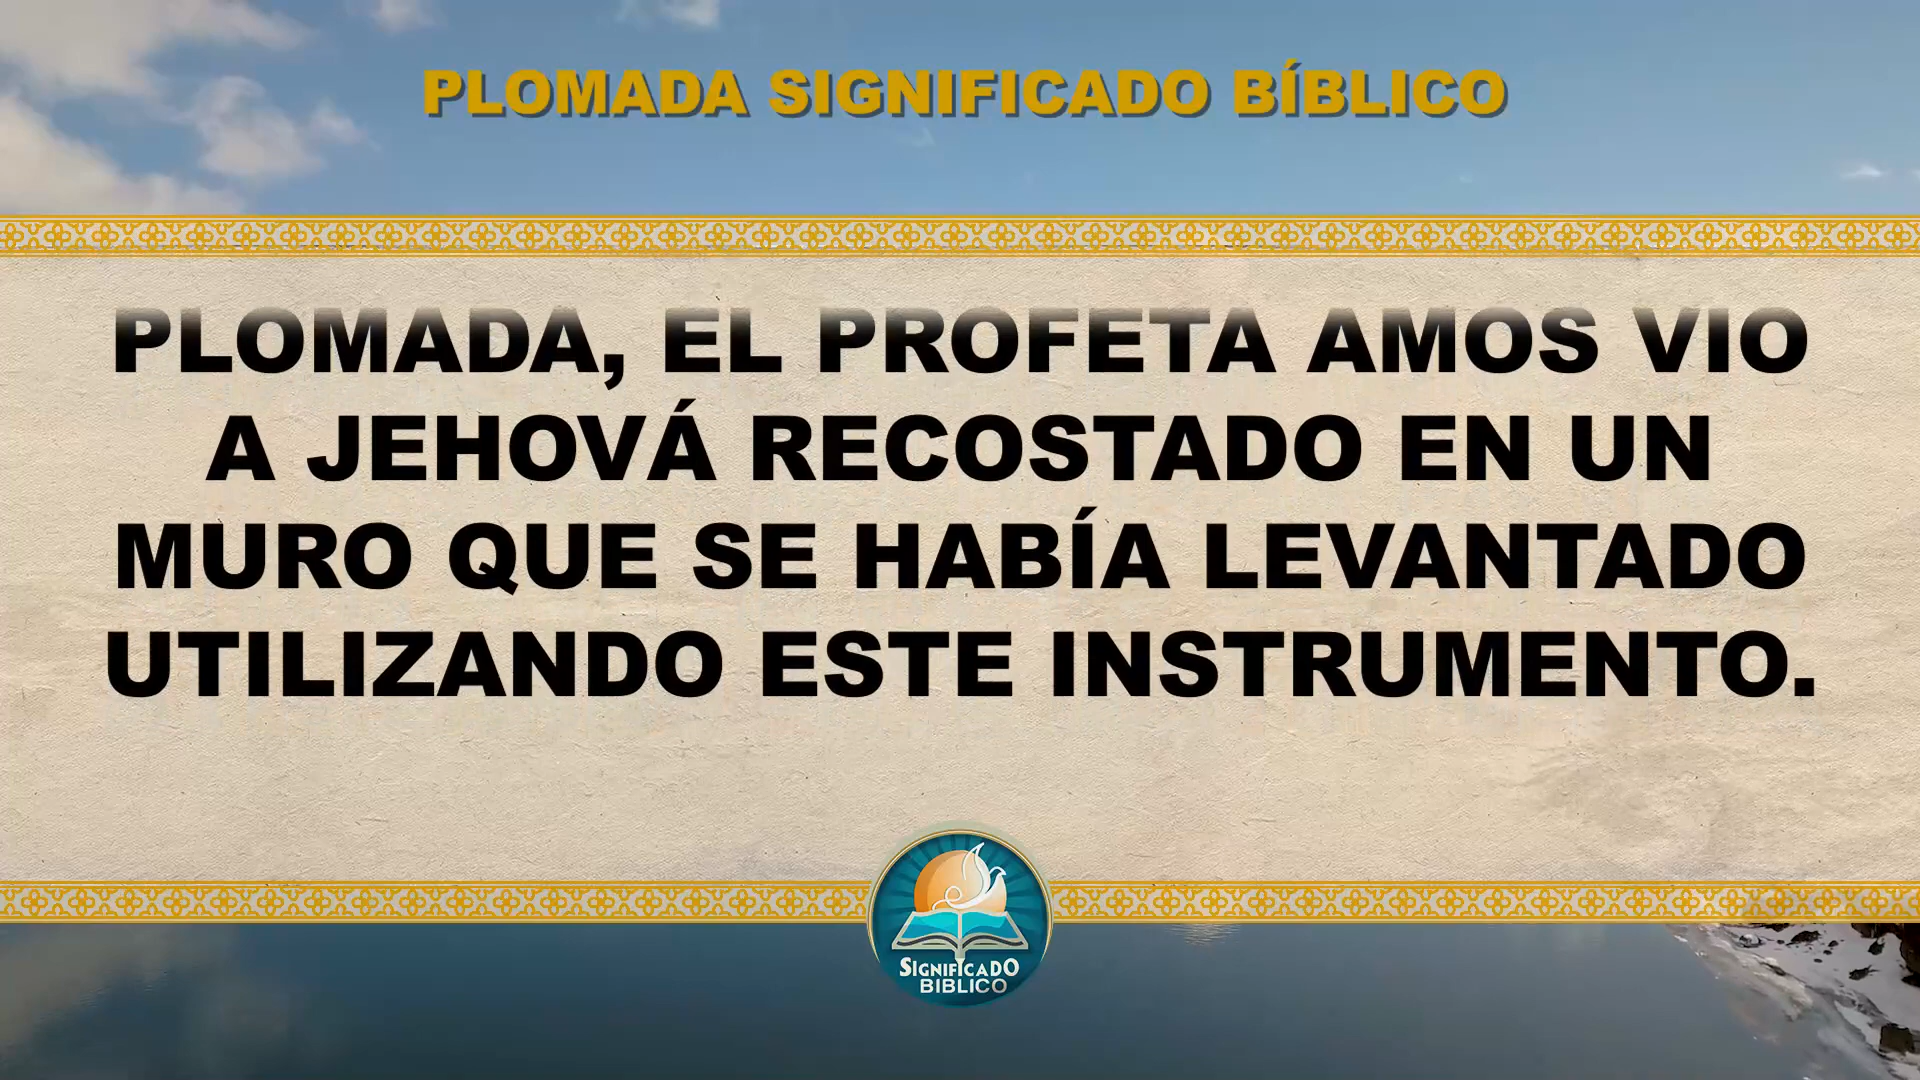 PLOMADA SIGNIFICADO BÍBLICO
PLOMADA, EL PROFETA AMOS VIO
A JEHOVÁ RECOSTADO EN UN
MURO QUE SE HABÍA LEVANTADO
UTILIZANDO ESTE INSTRUMENTO.
SIGNIFICADO
BIBLICO